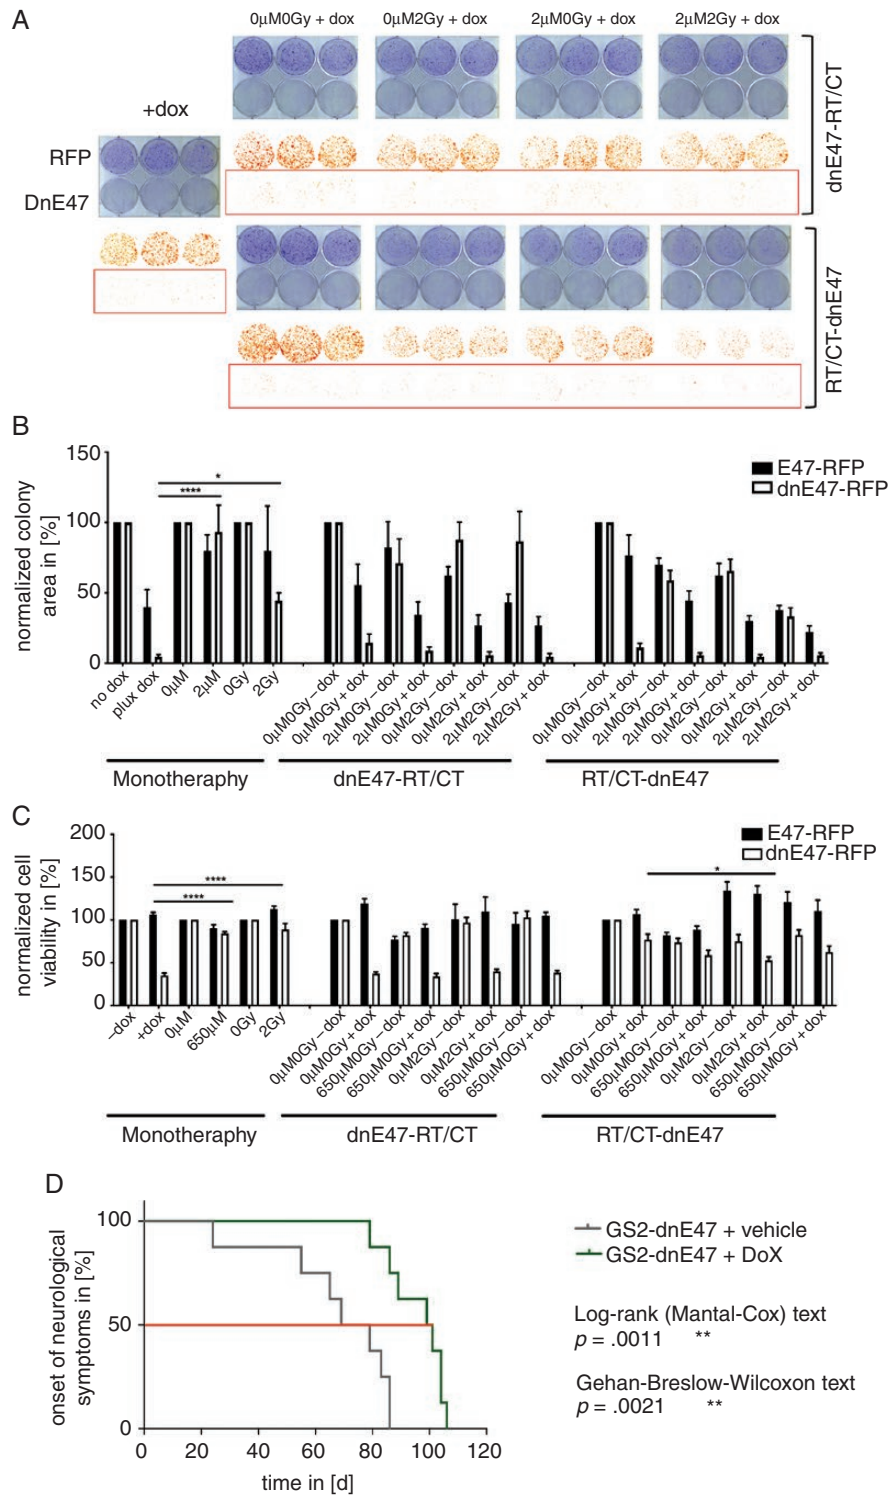 A
0μM0Gy + dox 0μM2Gy + dox 2μM0Gy + dox 2μM2Gy + dox
+dox
RFP
DnE47
dnE47-RT/CT
RT/CT-dnE47
B
normalized colony
area in [%]
150
100
50
0
* 
****
E47-RFP
dnE47-RFP
no dox
plux dox
0μM
2μM
0Gy
2Gy
0μM0Gy – dox
0μM0Gy + dox
2μM0Gy – dox
2μM0Gy + dox
0μM2Gy – dox
0μM2Gy + dox
2μM2Gy – dox
2μM2Gy + dox
0μM0Gy – dox
0μM0Gy + dox
2μM0Gy – dox
2μM0Gy + dox
0μM2Gy – dox
0μM2Gy + dox
2μM2Gy – dox
2μM2Gy + dox
Monotheraphy
dnE47-RT/CT
RT/CT-dnE47
C
normalized cell
viability in [%]
200
150
100
50
0
****
****
*
E47-RFP
dnE47-RFP
–dox
+dox
0μM
650μM
0Gy
2Gy
0μM0Gy – dox
0μM0Gy + dox
650μM0Gy – dox
650μM0Gy + dox
0μM2Gy – dox
0μM2Gy + dox
650μM0Gy – dox
650μM0Gy + dox
0μM0Gy – dox
0μM0Gy + dox
650μM0Gy – dox
650μM0Gy + dox
0μM2Gy – dox
0μM2Gy + dox
650μM0Gy – dox
650μM0Gy + dox
Monotheraphy
dnE47-RT/CT
RT/CT-dnE47
D
onset of neurological
symptoms in [%]
100
50
0
0 20 40 60 80 100 120
time in [d]
GS2-dnE47 + vehicle
GS2-dnE47 + DoX
Log-rank (Mantal-Cox) text
p = .0011 **
Gehan-Breslow-Wilcoxon text
p = .0021 **